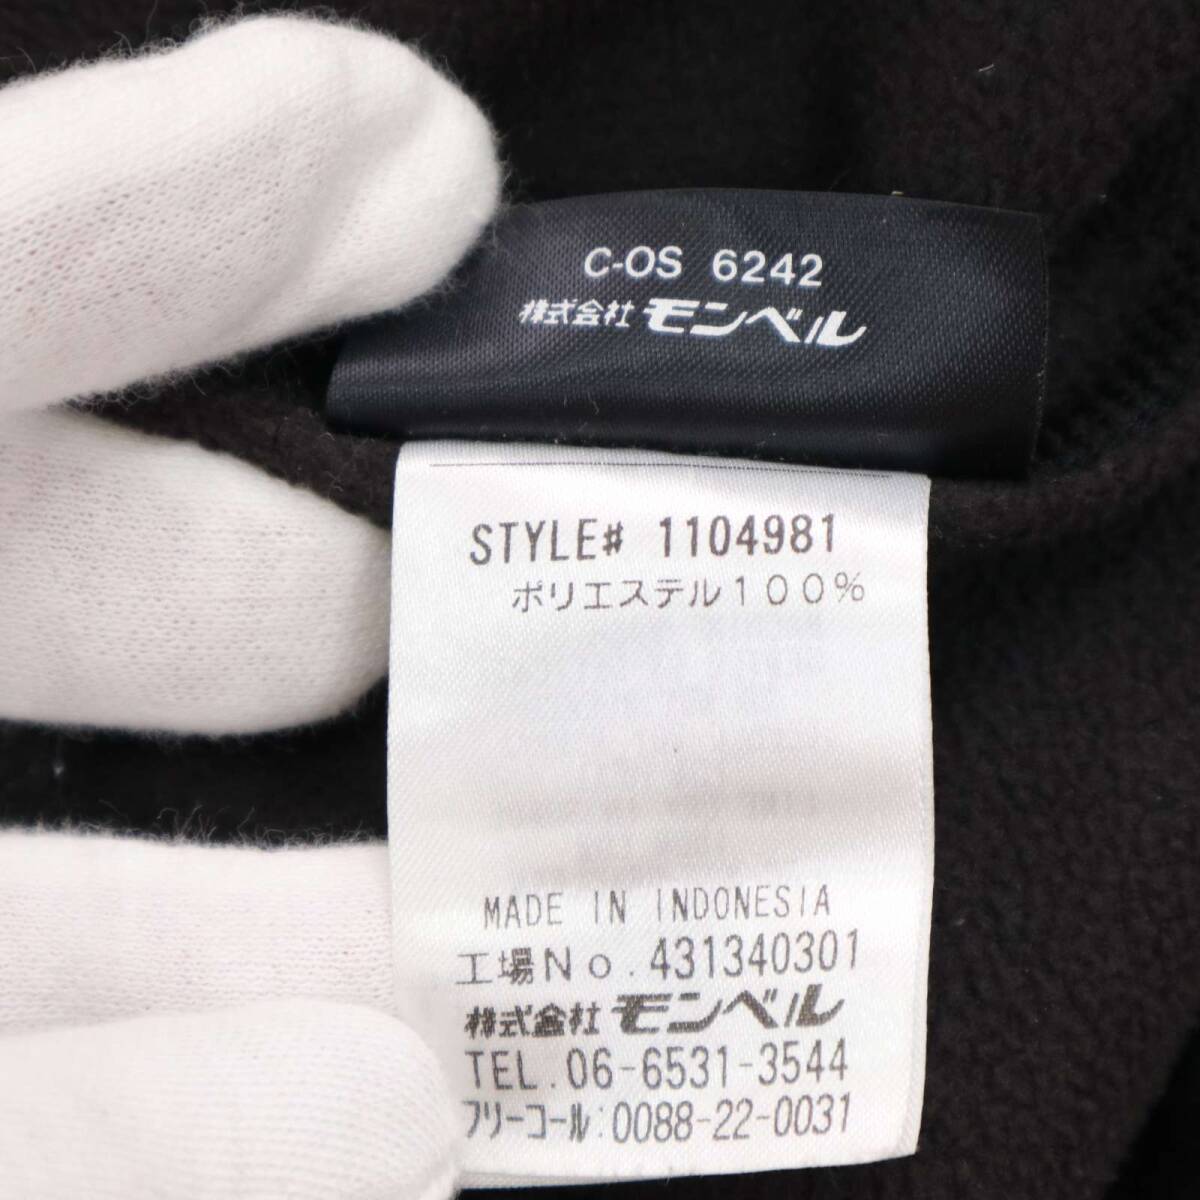 C-OS 6242
株式会社 モンベル
STYLE# 1104981
ポリエステル１００％
MADE IN INDONESIA
工場Ｎｏ.431340301
株式会社 モンベル
TEL.06-6531-3544
フリーコール:0088-22-0031